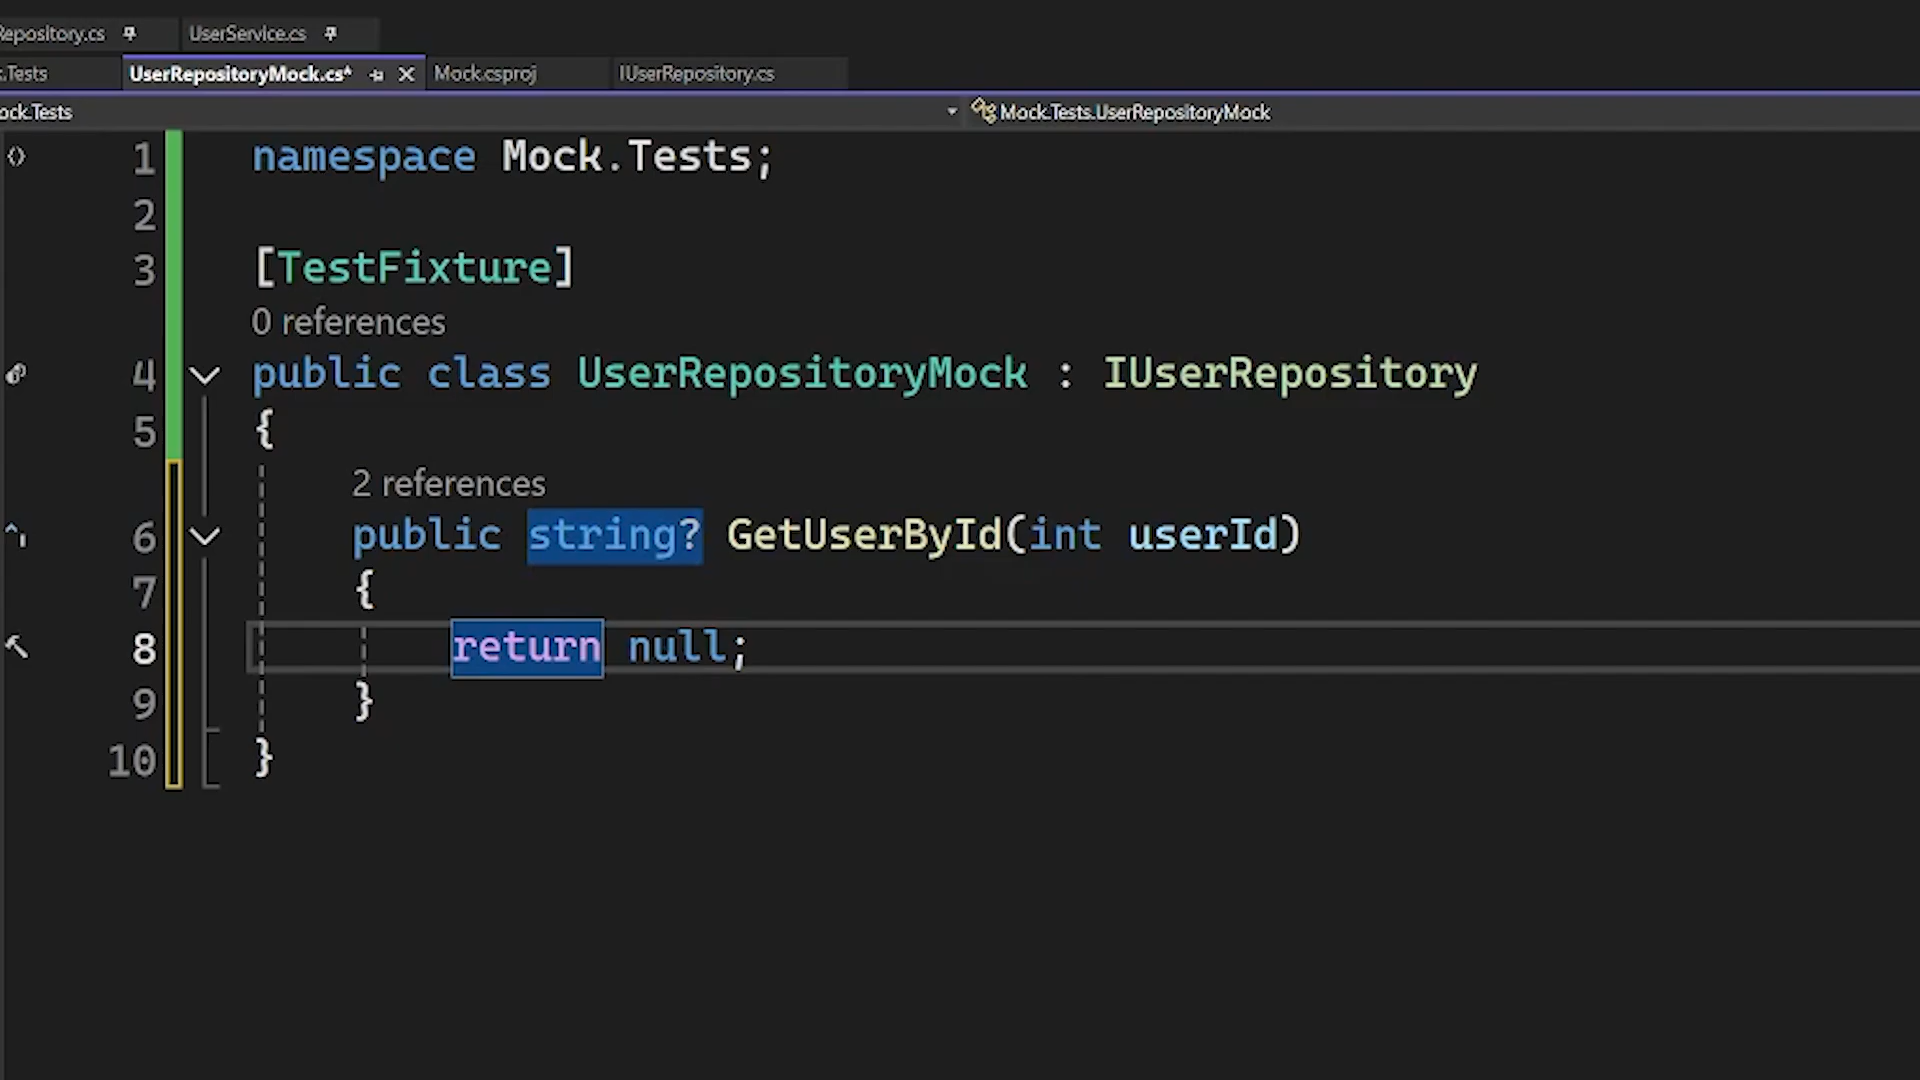 Repository.cs UserService.cs
.Tests UserRepositoryMock.cs* Mock.csproj IUserRepository.cs
ock.Tests Mock.Tests.UserRepositoryMock
1 namespace Mock.Tests;
2
3 [TestFixture]
0 references
4 public class UserRepositoryMock : IUserRepository
5 {
2 references
6 public string? GetUserById(int userId)
7 {
8 return null;
9 }
10 }